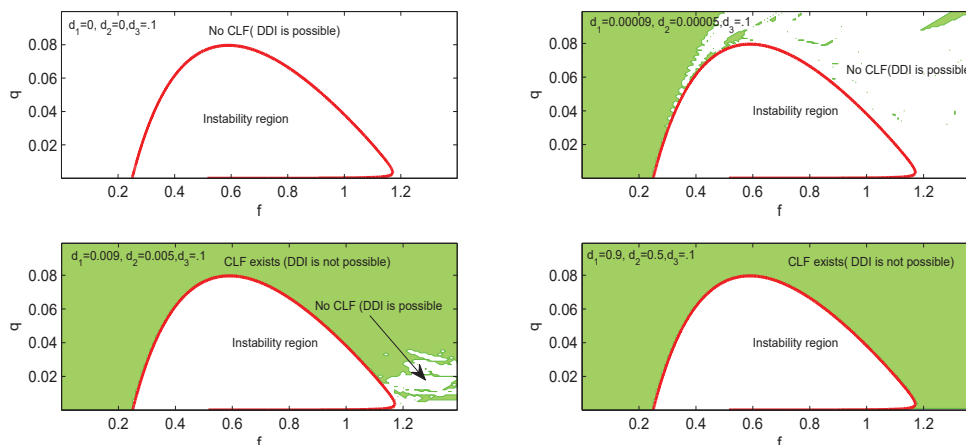 d1=0, d2=0,d3=.1
No CLF( DDI is possible)
Instability region
0.08
0.06
0.04
0.02
q
0.2 0.4 0.6 0.8 1 1.2
f
d1=0.00009, d2=0.00005,d3=.1
No CLF(DDI is possible
Instability region
0.08
0.06
0.04
0.02
q
0.2 0.4 0.6 0.8 1 1.2
f
d1=0.009, d2=0.005,d3=.1
CLF exists (DDI is not possible)
No CLF (DDI is possible
Instability region
0.08
0.06
0.04
0.02
q
0.2 0.4 0.6 0.8 1 1.2
f
d1=0.9, d2=0.5,d3=.1
CLF exists( DDI is not possible)
Instability region
0.08
0.06
0.04
0.02
q
0.2 0.4 0.6 0.8 1 1.2
f